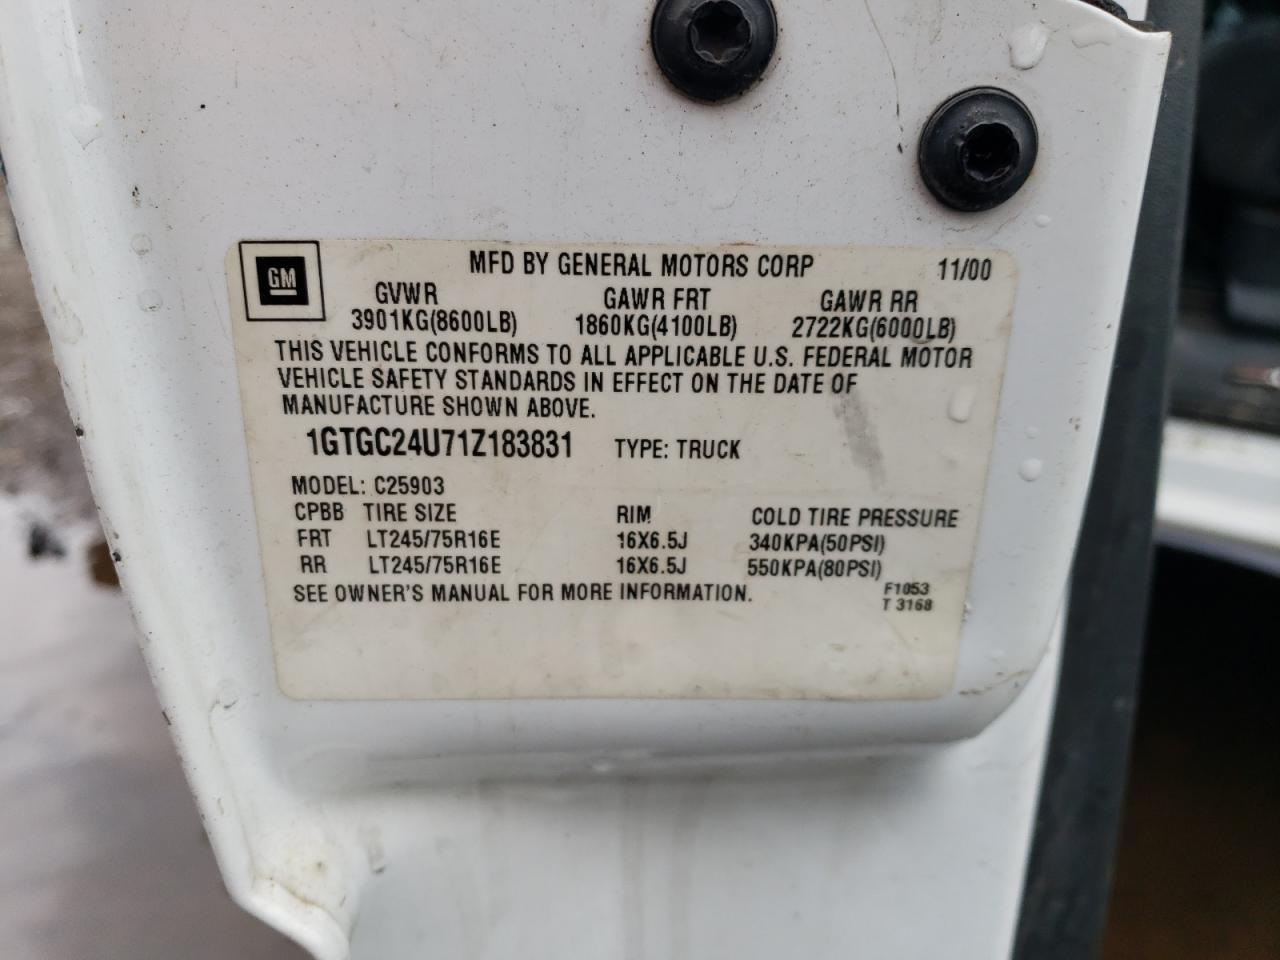 GM
MFD BY GENERAL MOTORS CORP 11/00
GVWR GAWR FRT GAWR RR
3901KG(8600LB) 1860KG(4100LB) 2722KG(6000LB)
THIS VEHICLE CONFORMS TO ALL APPLICABLE U.S. FEDERAL MOTOR
VEHICLE SAFETY STANDARDS IN EFFECT ON THE DATE OF
MANUFACTURE SHOWN ABOVE.
1GTGC24U71Z183831 TYPE: TRUCK
MODEL: C25903
CPBB TIRE SIZE RIM COLD TIRE PRESSURE
FRT LT245/75R16E 16X6.5J 340KPA(50PSI)
RR LT245/75R16E 16X6.5J 550KPA(80PSI)
SEE OWNER'S MANUAL FOR MORE INFORMATION.
F1053
T 3168